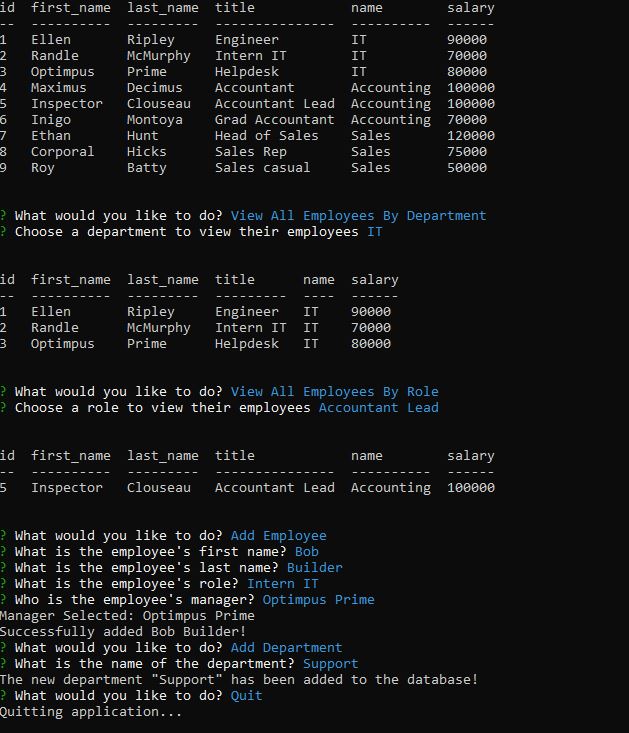 id  first_name  last_name  title            name        salary
--  ----------  ---------  ---------------  ----------  ------
1   Ellen       Ripley     Engineer         IT          90000
2   Randle      McMurphy   Intern IT        IT          70000
3   Optimpus    Prime      Helpdesk         IT          80000
4   Maximus     Decimus    Accountant       Accounting  100000
5   Inspector   Clouseau   Accountant Lead  Accounting  100000
6   Inigo       Montoya    Grad Accountant  Accounting  70000
7   Ethan       Hunt       Head of Sales    Sales       120000
8   Corporal    Hicks      Sales Rep        Sales       75000
9   Roy         Batty      Sales casual     Sales       50000
? What would you like to do? View All Employees By Department
? Choose a department to view their employees IT
id  first_name  last_name  title      name  salary
--  ----------  ---------  ---------  ----  ------
1   Ellen       Ripley     Engineer   IT    90000
2   Randle      McMurphy   Intern IT  IT    70000
3   Optimpus    Prime      Helpdesk   IT    80000
? What would you like to do? View All Employees By Role
? Choose a role to view their employees Accountant Lead
id  first_name  last_name  title            name        salary
--  ----------  ---------  ---------------  ----------  ------
5   Inspector   Clouseau   Accountant Lead  Accounting  100000
? What would you like to do? Add Employee
? What is the employee's first name? Bob
? What is the employee's last name? Builder
? What is the employee's role? Intern IT
? Who is the employee's manager? Optimpus Prime
Manager Selected: Optimpus Prime
Successfully added Bob Builder!
? What would you like to do? Add Department
? What is the name of the department? Support
The new department "Support" has been added to the database!
? What would you like to do? Quit
Quitting application...